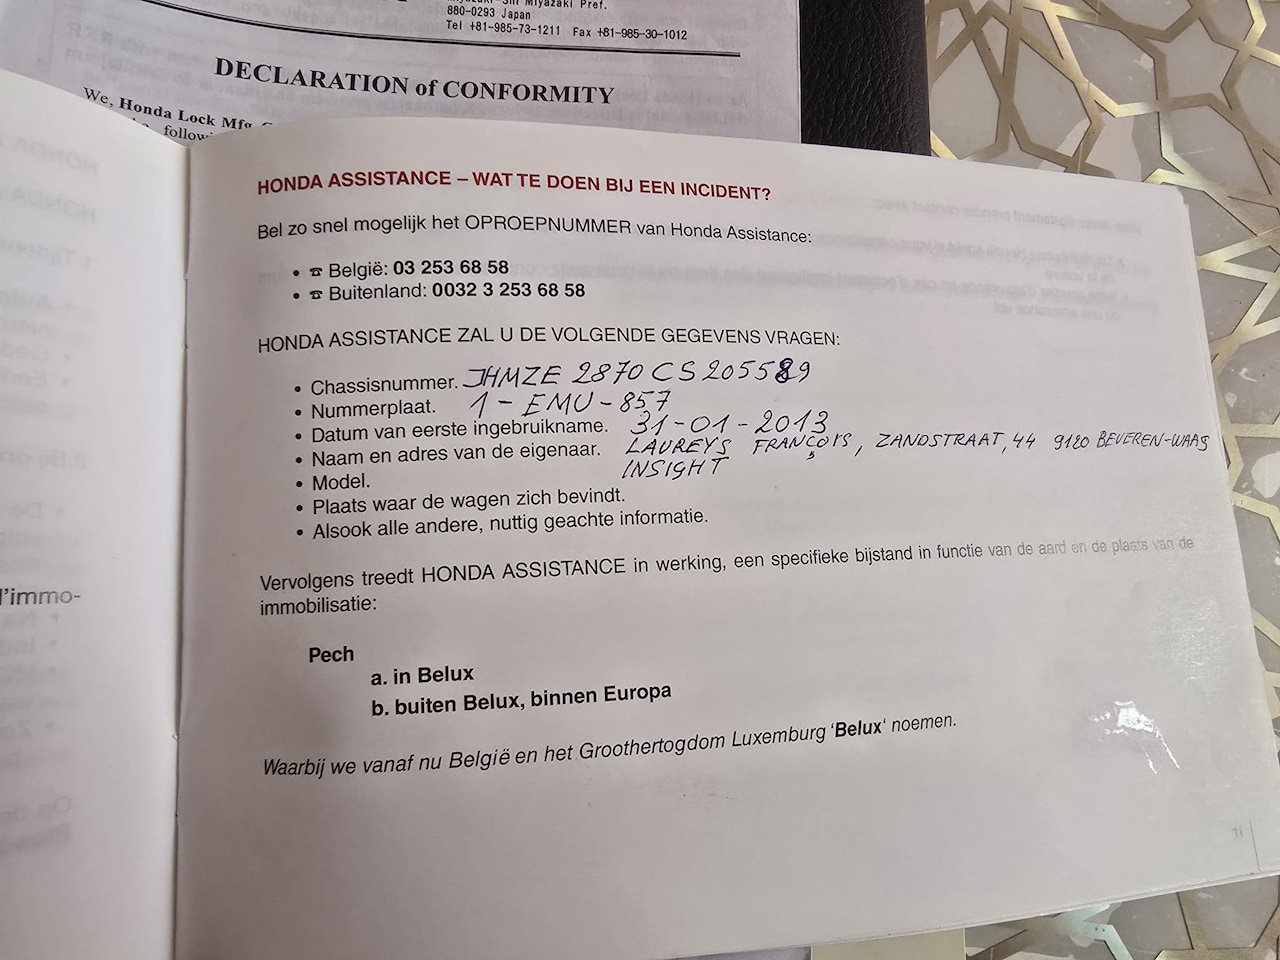 880-0293 Japan
Tel +81-985-73-1211 Fax +81-985-30-1012
DECLARATION of CONFORMITY
We, Honda Lock Mfg
HONDA ASSISTANCE – WAT TE DOEN BIJ EEN INCIDENT?
Bel zo snel mogelijk het OPROEPNUMMER van Honda Assistance:
• ☎ België: 03 253 68 58
• ☎ Buitenland: 0032 3 253 68 58
HONDA ASSISTANCE ZAL U DE VOLGENDE GEGEVENS VRAGEN:
• Chassisnummer. JHMZE 2870 CS205589
• Nummerplaat. 1-EMU-857
• Datum van eerste ingebruikname. 31-01-2013
• Naam en adres van de eigenaar. LAUREYS FRANÇOIS, ZANDSTRAAT, 44 9120 BEVEREN-WAAS
• Model. INSIGHT
• Plaats waar de wagen zich bevindt.
• Alsook alle andere, nuttig geachte informatie.
Vervolgens treedt HONDA ASSISTANCE in werking, een specifieke bijstand in functie van de aard en de plaats van de
immobilisatie:
l'immo-
Pech
a. in Belux
b. buiten Belux, binnen Europa
Waarbij we vanaf nu België en het Groothertogdom Luxemburg 'Belux' noemen.
11